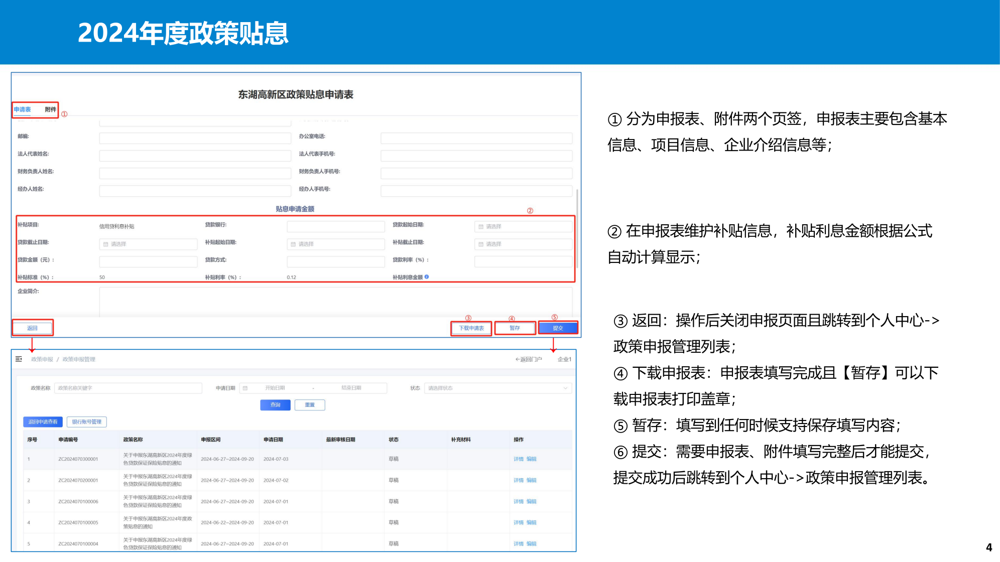 2024年度政策贴息
东湖高新区政策贴息申请表
申请表 附件 ①
邮编: 办公室电话:
法人代表姓名: 法人代表手机号:
财务负责人姓名: 财务负责人手机号:
经办人姓名: 经办人手机号:
贴息申请金额 ②
补贴项目: 信用贷利息补贴 贷款银行: 贷款起始日期: 请选择
贷款截止日期: 请选择 补贴起始日期: 请选择 补贴截止日期: 请选择
贷款金额（元）: 贷款方式: 贷款利率（%）:
补贴标准（%）: 50 补贴利率（%）: 0.12 补贴利息金额
企业简介:
③ ④ ⑤
返回 下载申请表 暂存 提交
政策申报 / 政策申报管理 ←返回门户 企业1
政策名称 政策名称关键字 申请日期 开始日期 - 结束日期 状态 请选择状态
查询 重置
退回申请查看 银行账号管理
序号 申请编号 政策名称 申报区间 申请日期 最新审核日期 状态 补充材料 操作
1 ZC2024070300001 关于申报东湖高新区2024年度绿 2024-06-27~2024-09-20 2024-07-03 草稿 详情 编辑
色贷款保证保险贴息的通知
2 ZC2024070200001 关于申报东湖高新区2024年度绿 2024-06-27~2024-09-20 2024-07-02 草稿 详情 编辑
色贷款保证保险贴息的通知
3 ZC2024070100006 关于申报东湖高新区2024年度绿 2024-06-27~2024-09-20 2024-07-01 草稿 详情 编辑
色贷款保证保险贴息的通知
4 ZC2024070100005 关于申报东湖高新区2024年度政 2024-06-22~2024-09-20 2024-07-01 草稿 详情 编辑
策贴息的通知
5 ZC2024070100004 关于申报东湖高新区2024年度绿 2024-06-27~2024-09-20 2024-07-01 草稿 详情 编辑
色贷款保证保险贴息的通知
① 分为申报表、附件两个页签，申报表主要包含基本
信息、项目信息、企业介绍信息等；
② 在申报表维护补贴信息，补贴利息金额根据公式
自动计算显示；
③ 返回：操作后关闭申报页面且跳转到个人中心->
政策申报管理列表；
④ 下载申报表：申报表填写完成且【暂存】可以下
载申报表打印盖章；
⑤ 暂存：填写到任何时候支持保存填写内容；
⑥ 提交：需要申报表、附件填写完整后才能提交，
提交成功后跳转到个人中心->政策申报管理列表。
4